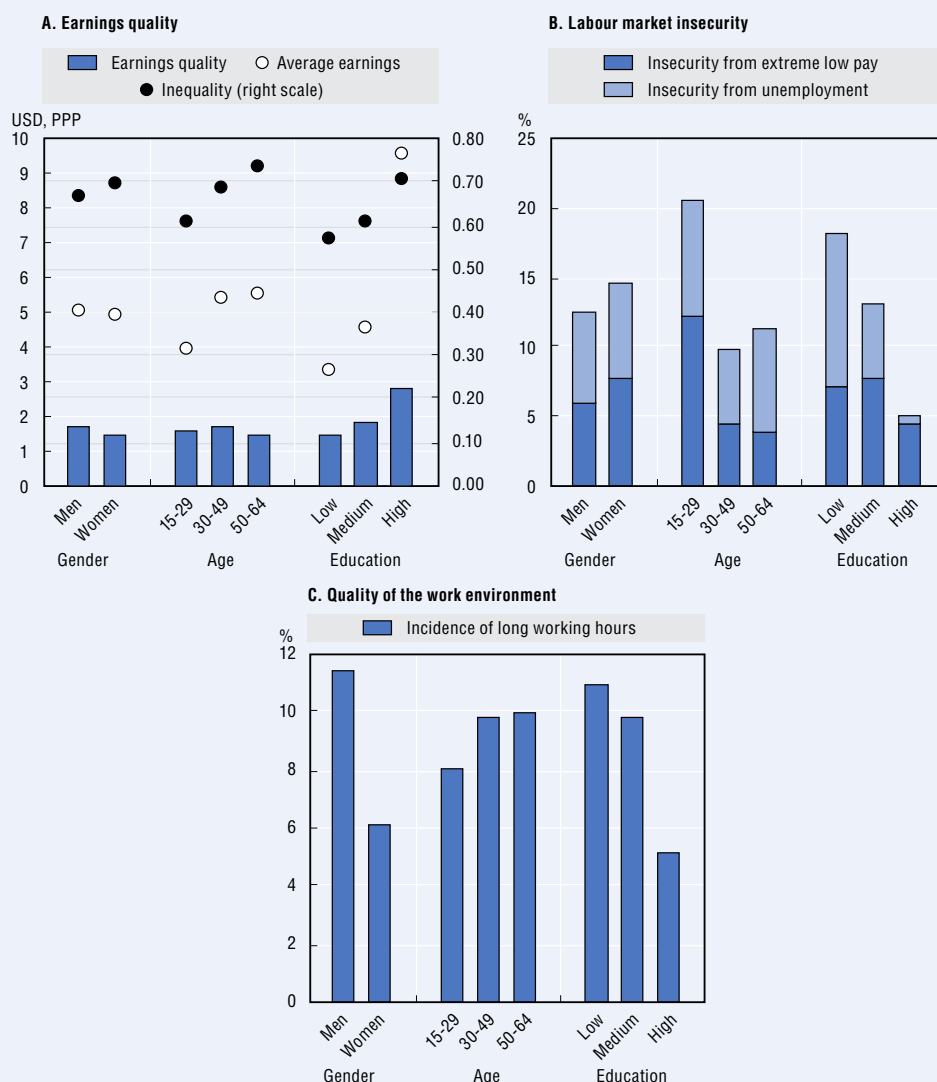 A. Earnings quality
Earnings quality
Average earnings
Inequality (right scale)
USD, PPP
10
9
8
7
6
5
4
3
2
1
0
0.80
0.70
0.60
0.50
0.40
0.30
0.20
0.10
0.00
Men
Women
15-29
30-49
50-64
Low
Medium
High
Gender
Age
Education
B. Labour market insecurity
Insecurity from extreme low pay
Insecurity from unemployment
%
25
20
15
10
5
0
Men
Women
15-29
30-49
50-64
Low
Medium
High
Gender
Age
Education
C. Quality of the work environment
Incidence of long working hours
%
12
10
8
6
4
2
0
Men
Women
15-29
30-49
50-64
Low
Medium
High
Gender
Age
Education